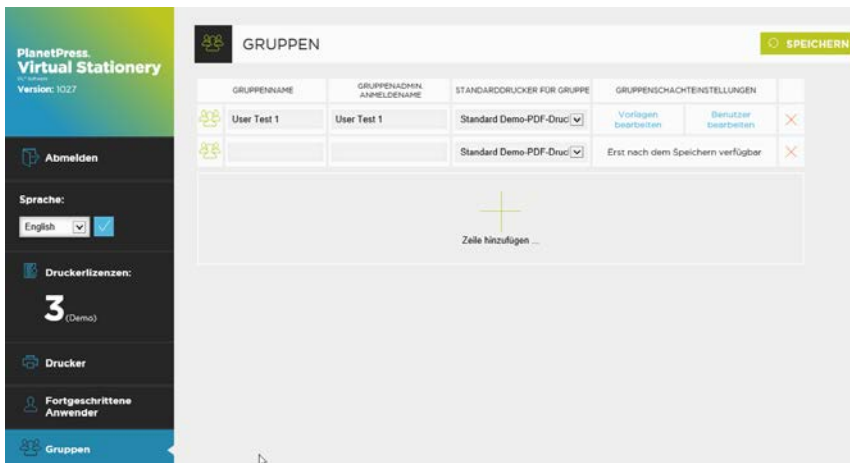 PlanetPress.
Virtual Stationery
Version: 1027
Abmelden
Sprache:
English
Druckerlizenzen:
3 (Demo)
Drucker
Fortgeschrittene
Anwender
Gruppen
GRUPPEN
SPEICHERN
GRUPPENNAME
GRUPPENADMIN.
ANMELDENAME
STANDARDDRUCKER FÜR GRUPPE
GRUPPENSCHACHTEINSTELLUNGEN
User Test 1
User Test 1
Standard Demo-PDF-Druc
Vorlagen
bearbeiten
Benutzer
bearbeiten
Standard Demo-PDF-Druc
Erst nach dem Speichern verfügbar
Zeile hinzufügen ...